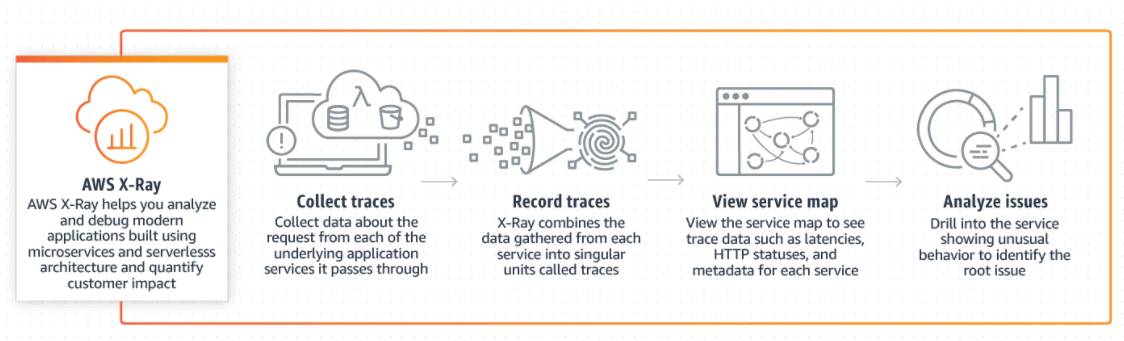 AWS X-Ray
AWS X-Ray helps you analyze
and debug modern
applications built using
microservices and serverlesss
architecture and quantify
customer impact
Collect traces
Collect data about the
request from each of the
underlying application
services it passes through
Record traces
X-Ray combines the
data gathered from each
service into singular
units called traces
View service map
View the service map to see
trace data such as latencies,
HTTP statuses, and
metadata for each service
Analyze issues
Drill into the service
showing unusual
behavior to identify the
root issue